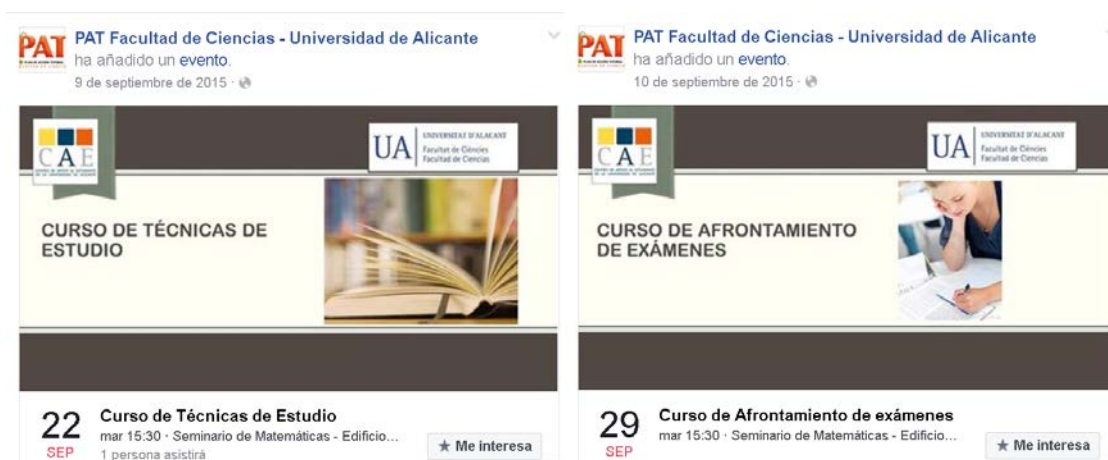 PAT
PAT Facultad de Ciencias - Universidad de Alicante
ha añadido un evento.
9 de septiembre de 2015 ·
CAE
UA
UNIVERSITAT D'ALACANT
Facultat de Ciències
Facultad de Ciencias
CURSO DE TÉCNICAS DE
ESTUDIO
22
SEP
Curso de Técnicas de Estudio
mar 15:30 · Seminario de Matemáticas - Edificio...
1 persona asistirá
★ Me interesa
PAT
PAT Facultad de Ciencias - Universidad de Alicante
ha añadido un evento.
10 de septiembre de 2015 ·
CAE
UA
UNIVERSITAT D'ALACANT
Facultat de Ciències
Facultad de Ciencias
CURSO DE AFRONTAMIENTO
DE EXÁMENES
29
SEP
Curso de Afrontamiento de exámenes
mar 15:30 · Seminario de Matemáticas - Edificio...
★ Me interesa